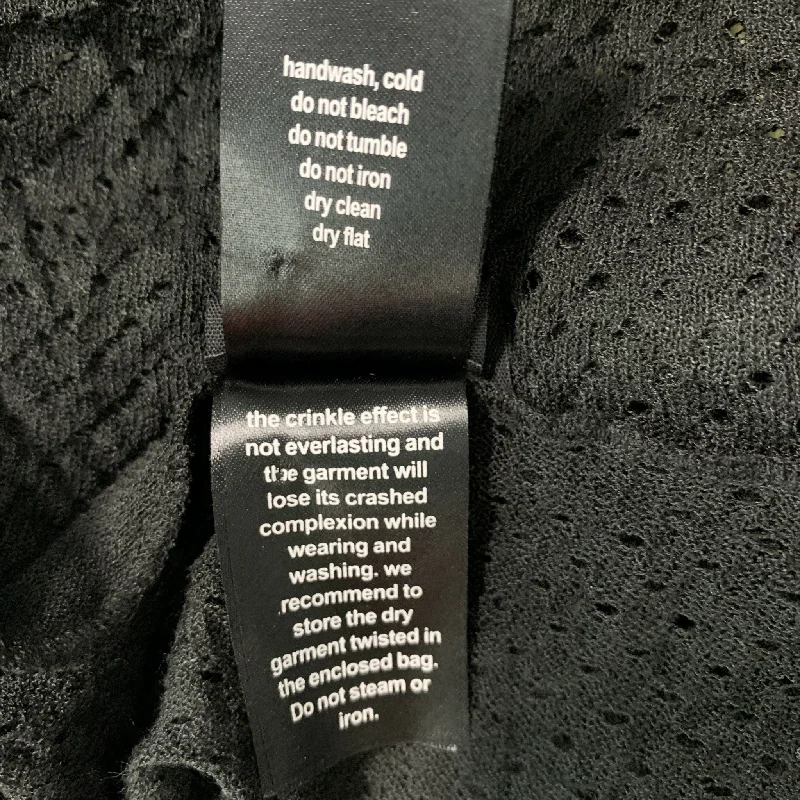 handwash, cold
do not bleach
do not tumble
do not iron
dry clean
dry flat
the crinkle effect is
not everlasting and
the garment will
lose its crashed
complexion while
wearing and
washing. we
recommend to
store the dry
garment twisted in
the enclosed bag.
Do not steam or
iron.